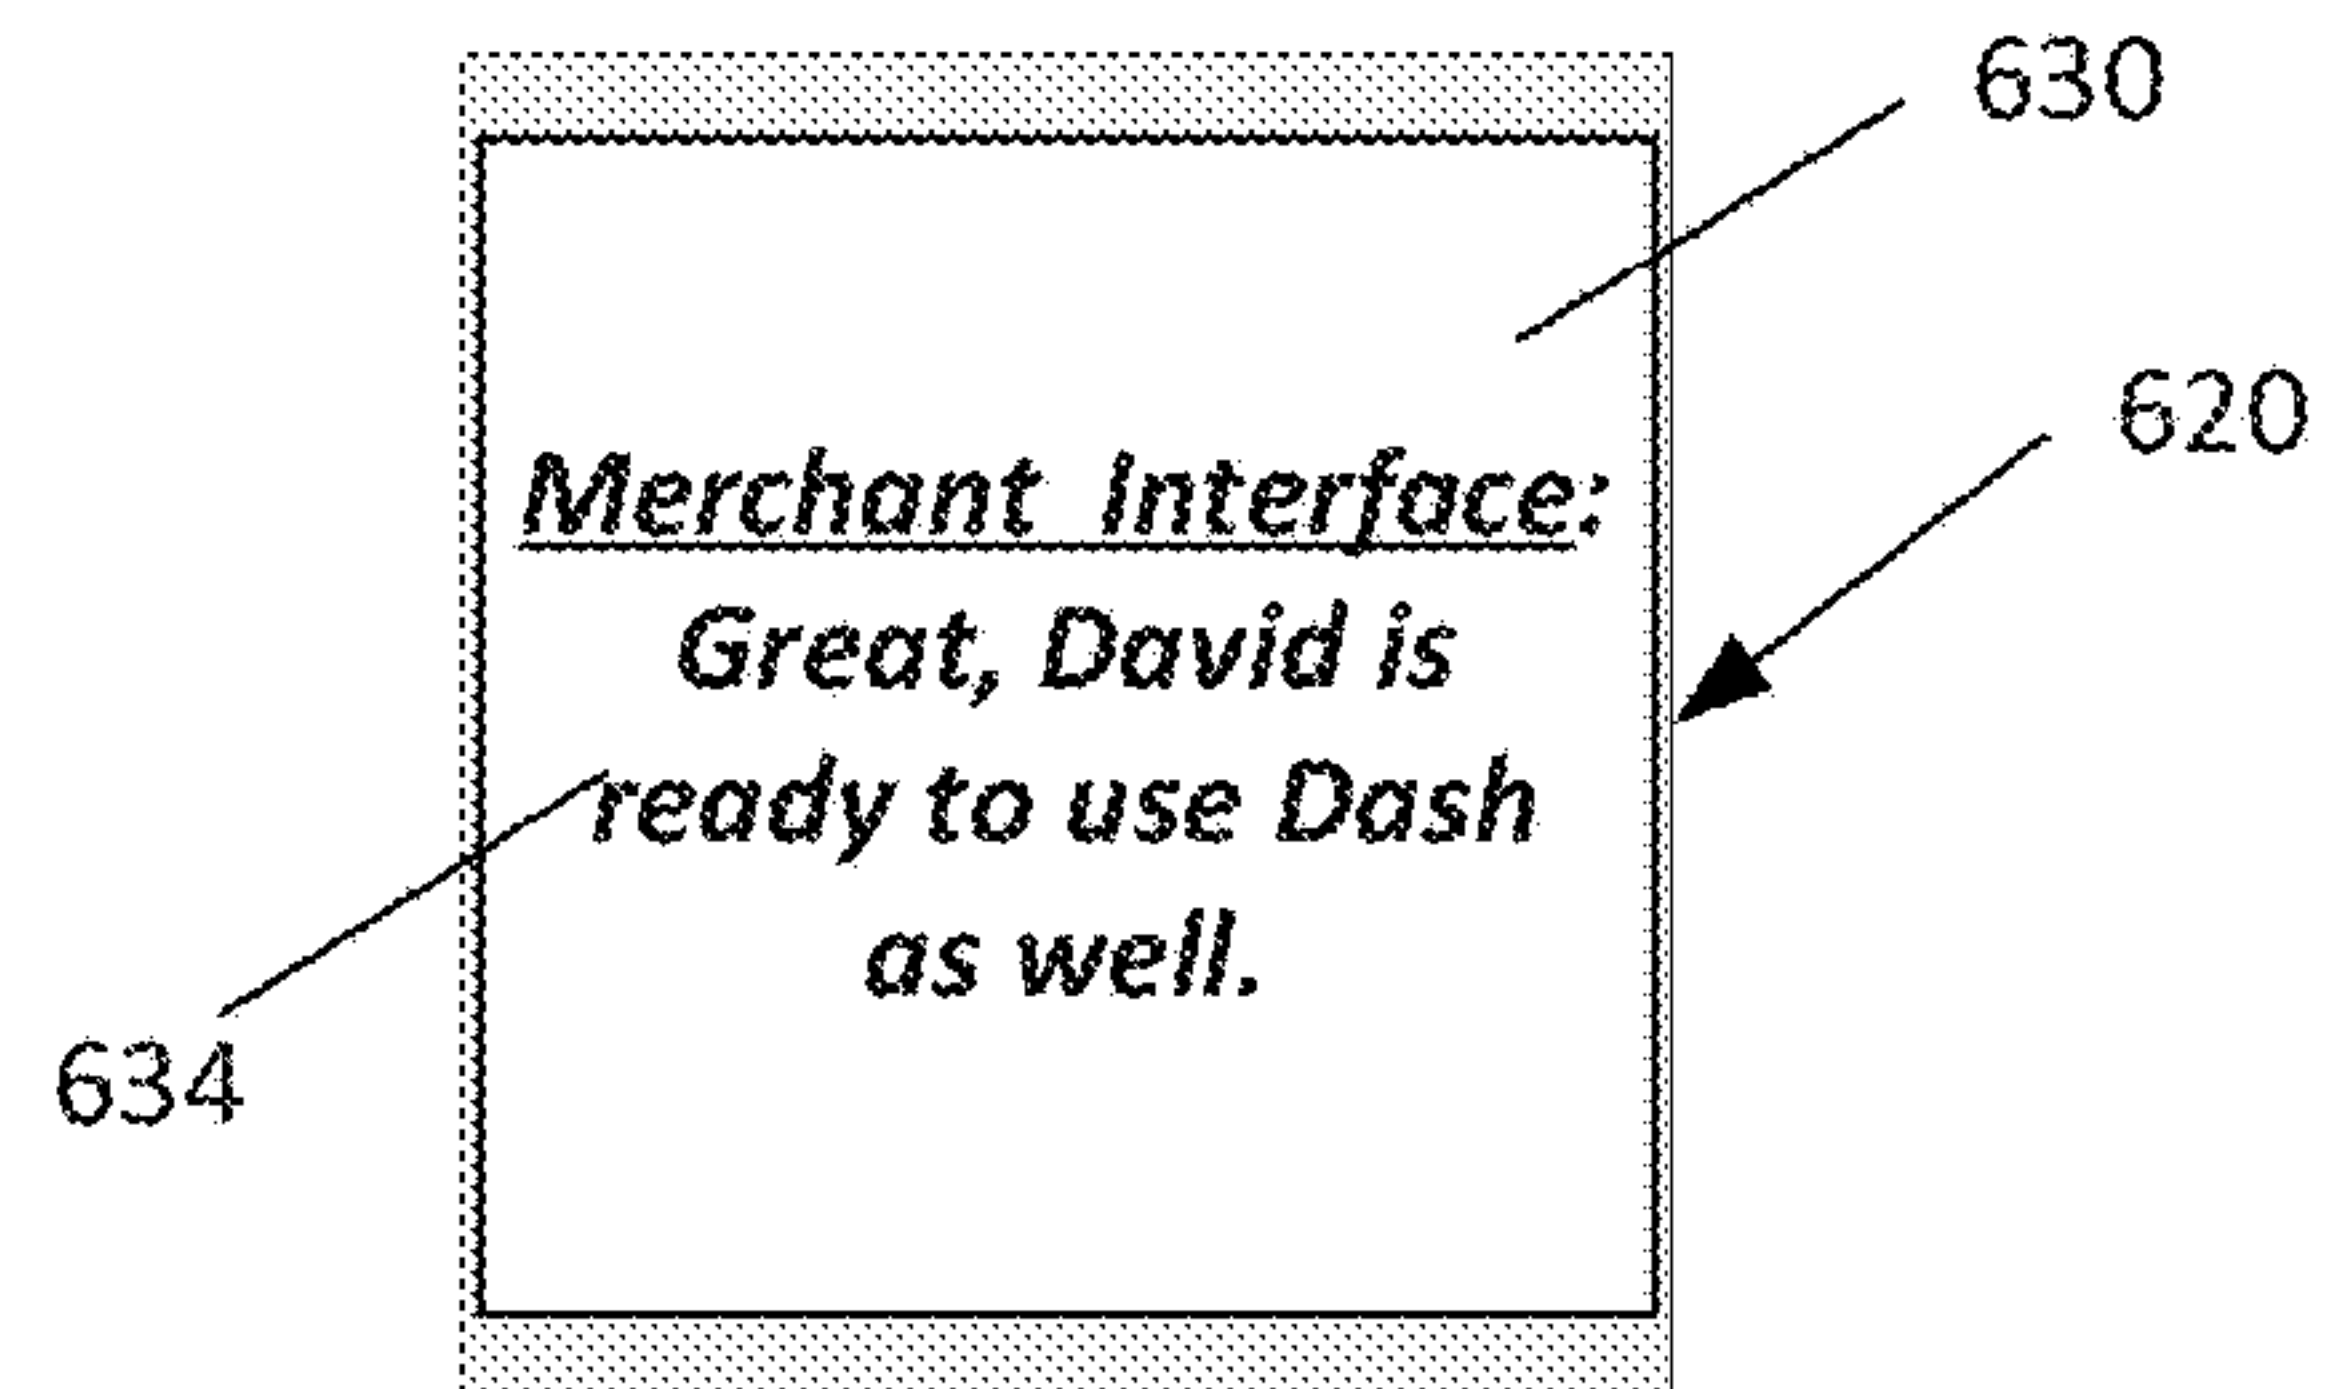 630
620
Merchant Interface:
Great, David is
ready to use Dash
as well.
634